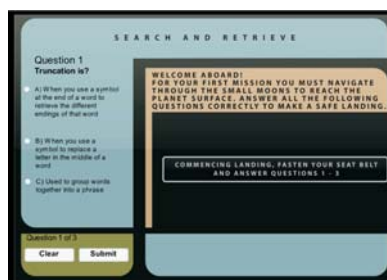 SEARCH AND RETRIEVE
Question 1
Truncation is?
A) When you use a symbol
at the end of a word to
retrieve the different
endings of that word
B) When you use a
symbol to replace a
letter in the middle of a
word
C) Used to group words
together into a phrase
WELCOME ABOARD!
FOR YOUR FIRST MISSION YOU MUST NAVIGATE
THROUGH THE SMALL MOONS TO REACH THE
PLANET SURFACE. ANSWER ALL THE FOLLOWING
QUESTIONS CORRECTLY TO MAKE A SAFE LANDING.
COMMENCING LANDING, FASTEN YOUR SEAT BELT
AND ANSWER QUESTIONS 1 - 3
Question 1 of 3
Clear Submit